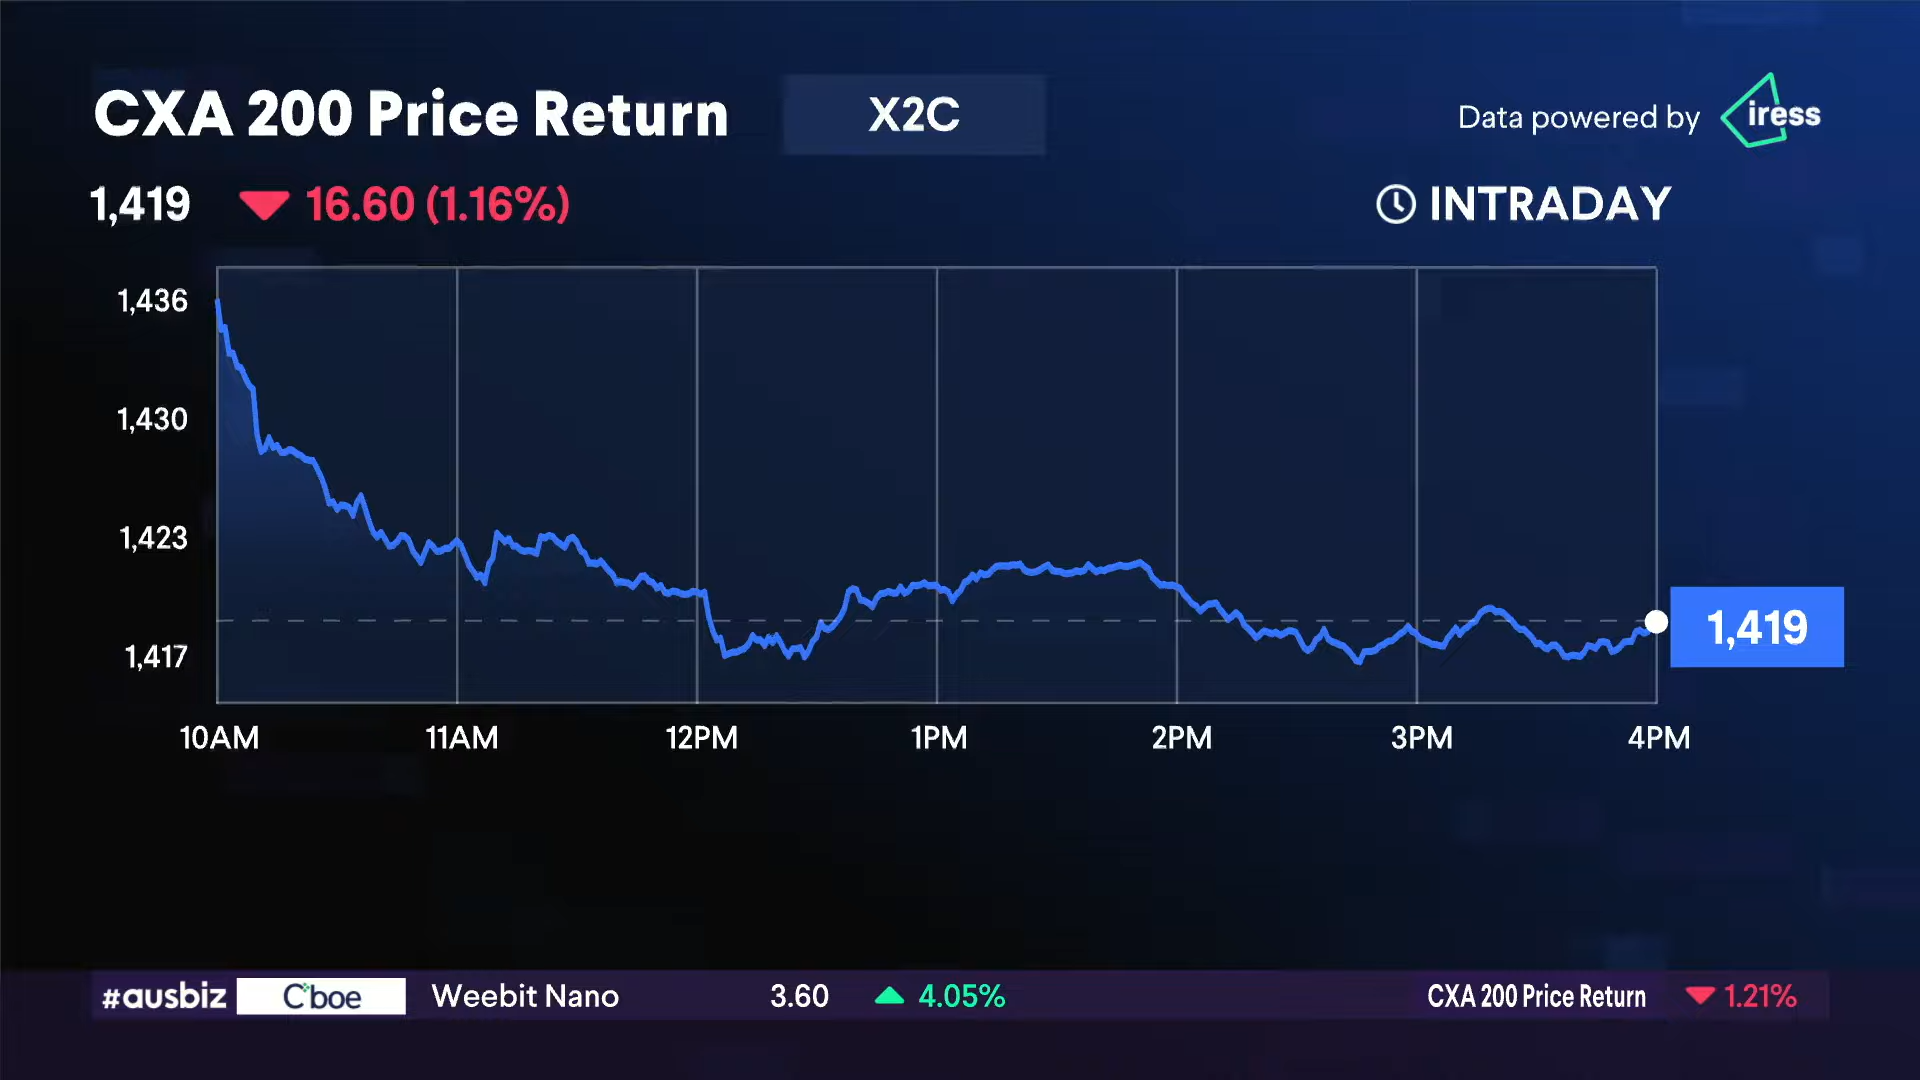 CXA 200 Price Return
X2C
Data powered by iress
1,419 16.60 (1.16%)
INTRADAY
1,436
1,430
1,423
1,417
1,419
10AM 11AM 12PM 1PM 2PM 3PM 4PM
#ausbiz Cboe Weebit Nano 3.60 4.05% CXA 200 Price Return 1.21%